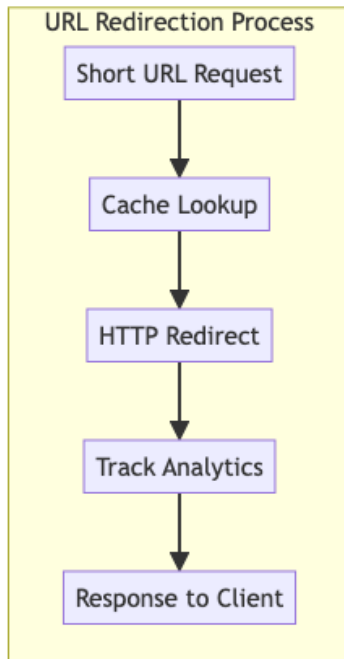 URL Redirection Process
Short URL Request
Cache Lookup
HTTP Redirect
Track Analytics
Response to Client